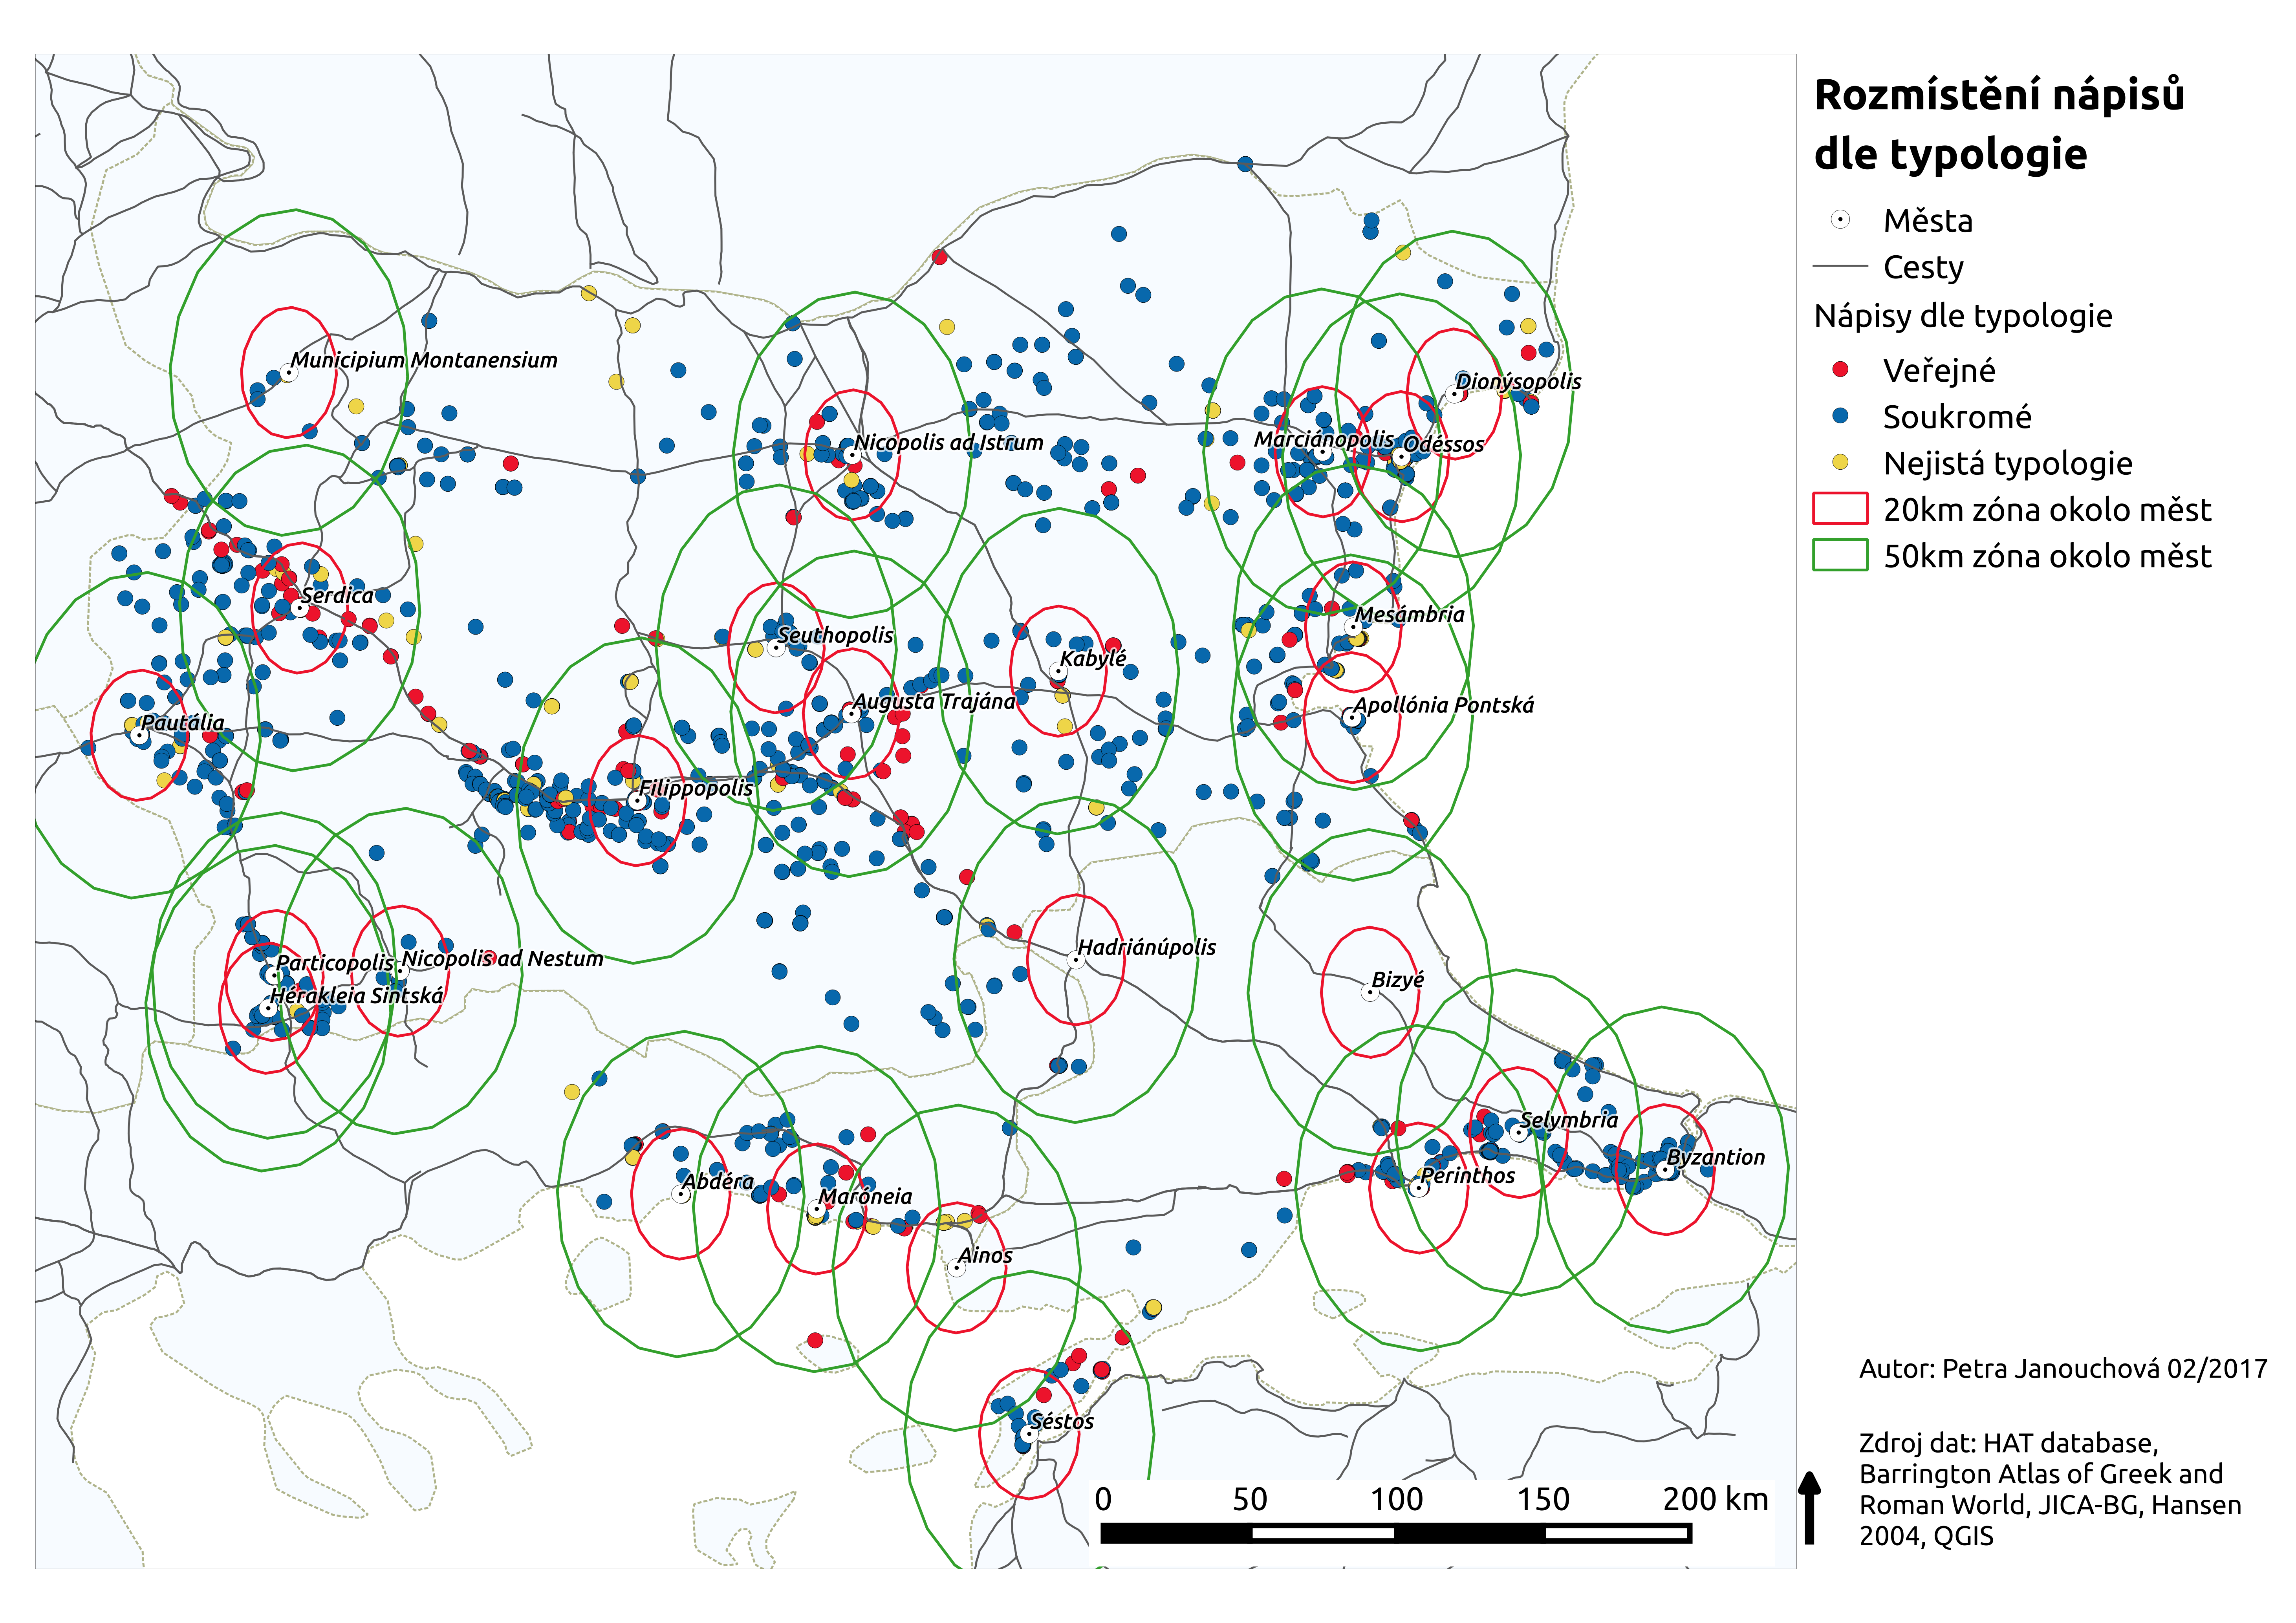 Rozmístění nápisů
dle typologie
Města
Cesty
Nápisy dle typologie
Veřejné
Soukromé
Nejistá typologie
20km zóna okolo měst
50km zóna okolo měst
Municipium Montanensium
Dionýsopolis
Nicopolis ad Istrum
Marciánopolis
Odéssos
Serdica
Mesámbria
Seuthopolis
Kabylé
Augusta Trajána
Apollónia Pontská
Pautália
Filippopolis
Hadriánúpolis
Particopolis
Nicopolis ad Nestum
Bizyé
Hérakleia Sintská
Selymbria
Byzantion
Abdéra
Perinthos
Maróneia
Ainos
Séstos
0 50 100 150 200 km
Autor: Petra Janouchová 02/2017
Zdroj dat: HAT database,
Barrington Atlas of Greek and
Roman World, JICA-BG, Hansen
2004, QGIS